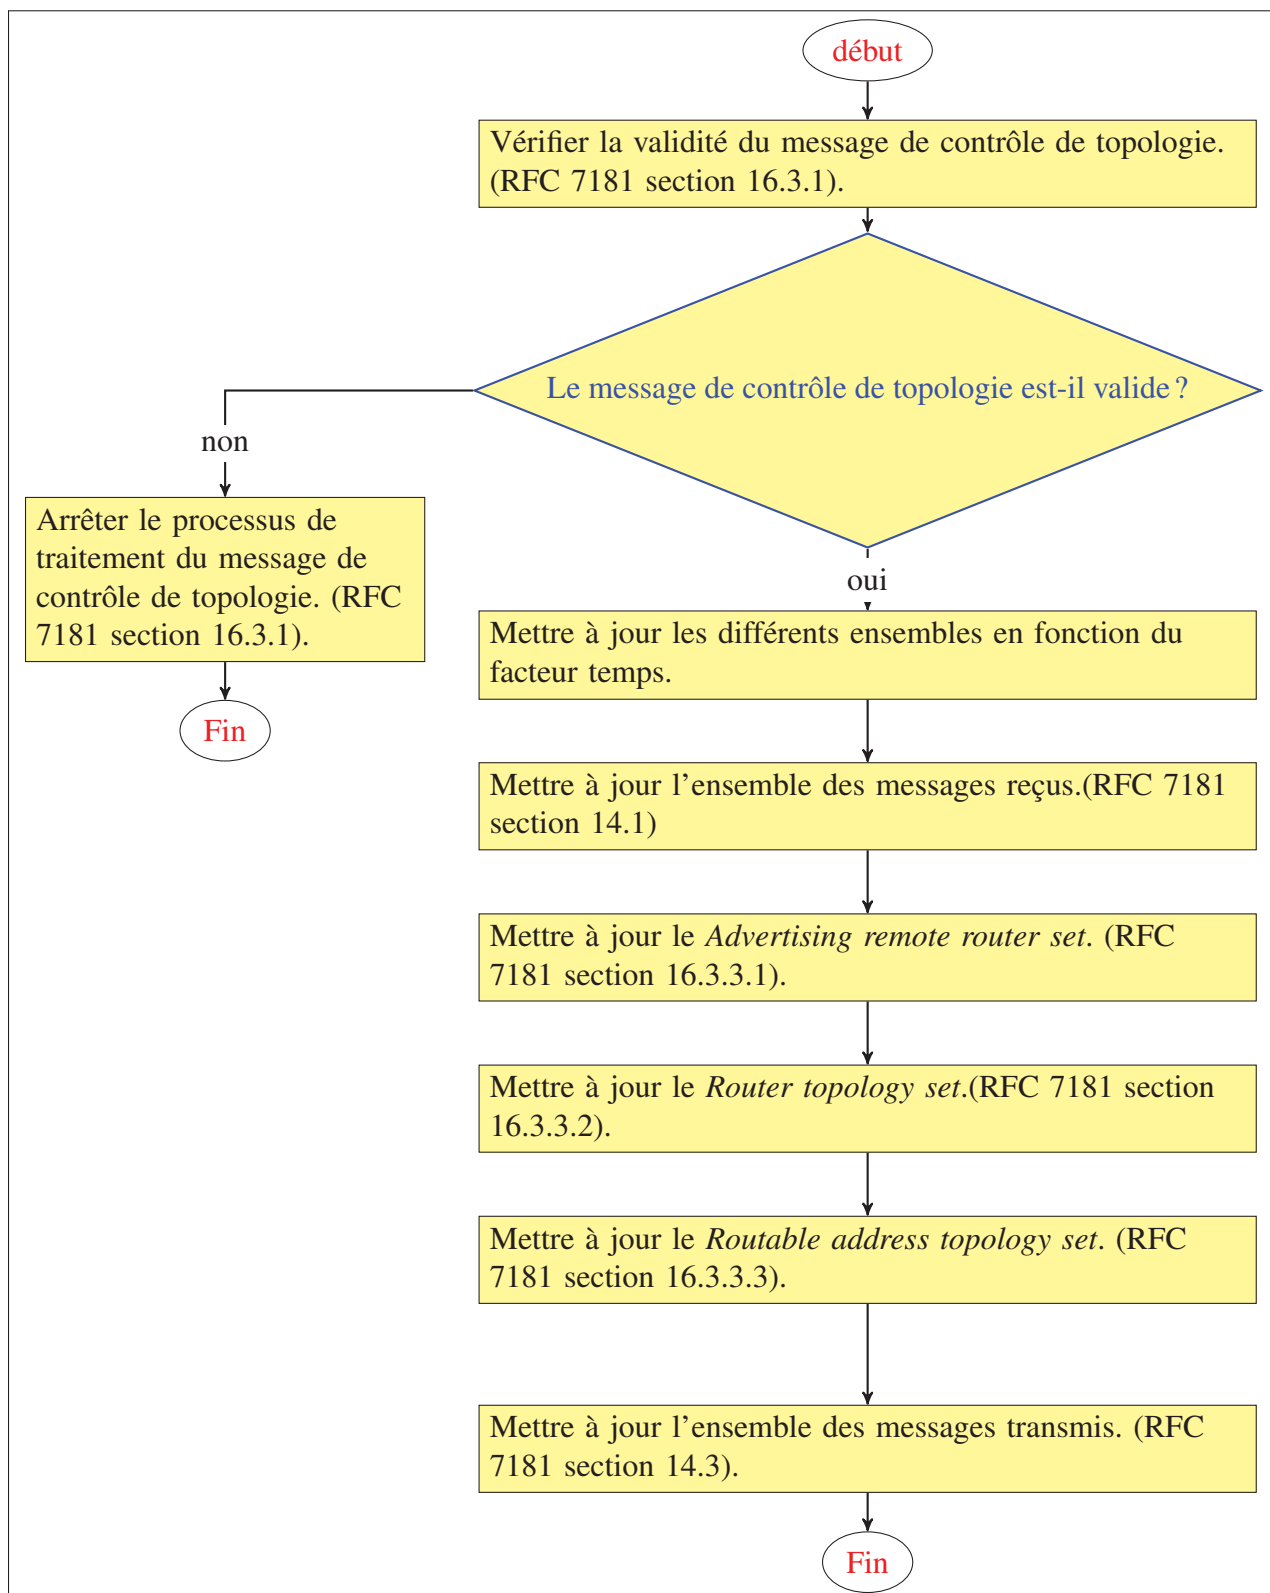 début
Vérifier la validité du message de contrôle de topologie.
(RFC 7181 section 16.3.1).
Le message de contrôle de topologie est-il valide ?
non
Arrêter le processus de
traitement du message de
contrôle de topologie. (RFC
7181 section 16.3.1).
Fin
oui
Mettre à jour les différents ensembles en fonction du
facteur temps.
Mettre à jour l'ensemble des messages reçus.(RFC 7181
section 14.1)
Mettre à jour le Advertising remote router set. (RFC
7181 section 16.3.3.1).
Mettre à jour le Router topology set.(RFC 7181 section
16.3.3.2).
Mettre à jour le Routable address topology set. (RFC
7181 section 16.3.3.3).
Mettre à jour l'ensemble des messages transmis. (RFC
7181 section 14.3).
Fin